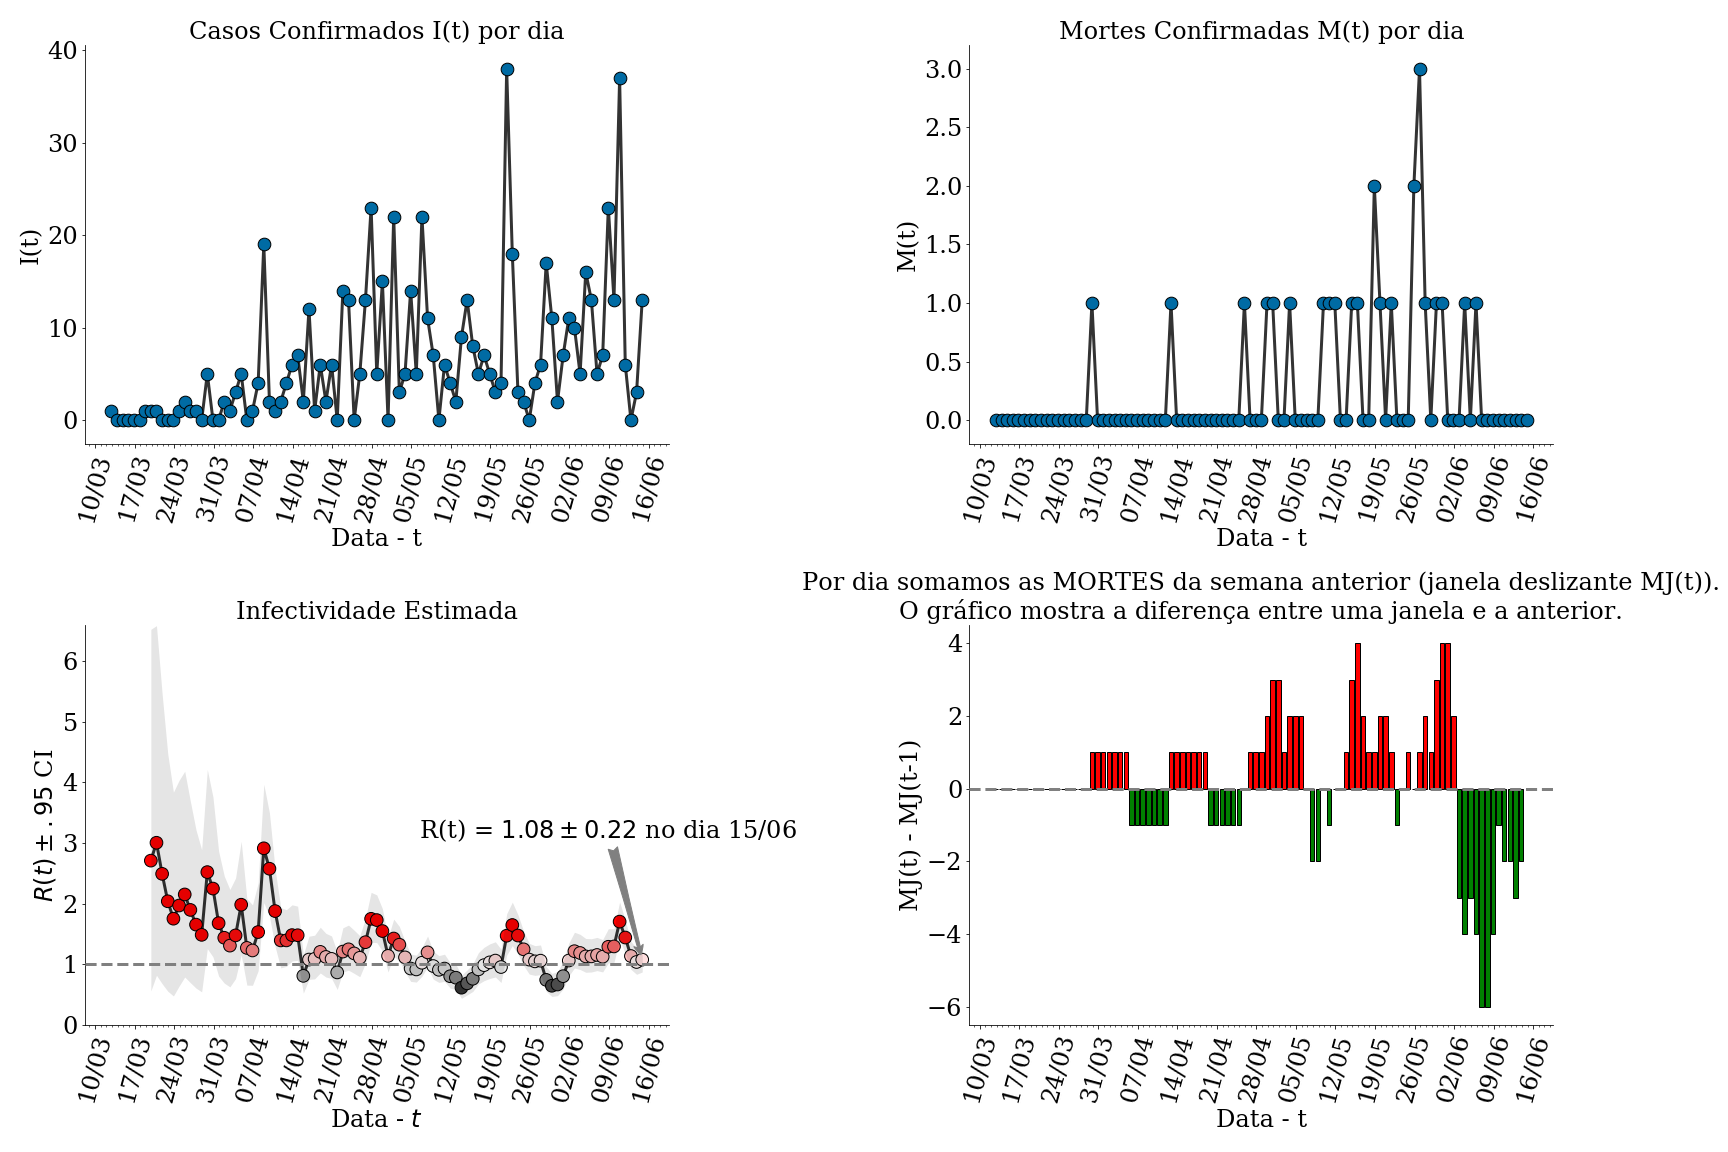 Casos Confirmados I(t) por dia
40
30
20
10
0
I(t)
10/03 17/03 24/03 31/03 07/04 14/04 21/04 28/04 05/05 12/05 19/05 26/05 02/06 09/06 16/06
Data - t
Mortes Confirmadas M(t) por dia
3.0
2.5
2.0
1.5
1.0
0.5
0.0
M(t)
10/03 17/03 24/03 31/03 07/04 14/04 21/04 28/04 05/05 12/05 19/05 26/05 02/06 09/06 16/06
Data - t
Infectividade Estimada
6
5
4
3
2
1
0
R(t) ± .95 CI
R(t) = 1.08 ± 0.22 no dia 15/06
10/03 17/03 24/03 31/03 07/04 14/04 21/04 28/04 05/05 12/05 19/05 26/05 02/06 09/06 16/06
Data - t
Por dia somamos as MORTES da semana anterior (janela deslizante MJ(t)).
O gráfico mostra a diferença entre uma janela e a anterior.
4
2
0
−2
−4
−6
MJ(t) - MJ(t-1)
10/03 17/03 24/03 31/03 07/04 14/04 21/04 28/04 05/05 12/05 19/05 26/05 02/06 09/06 16/06
Data - t